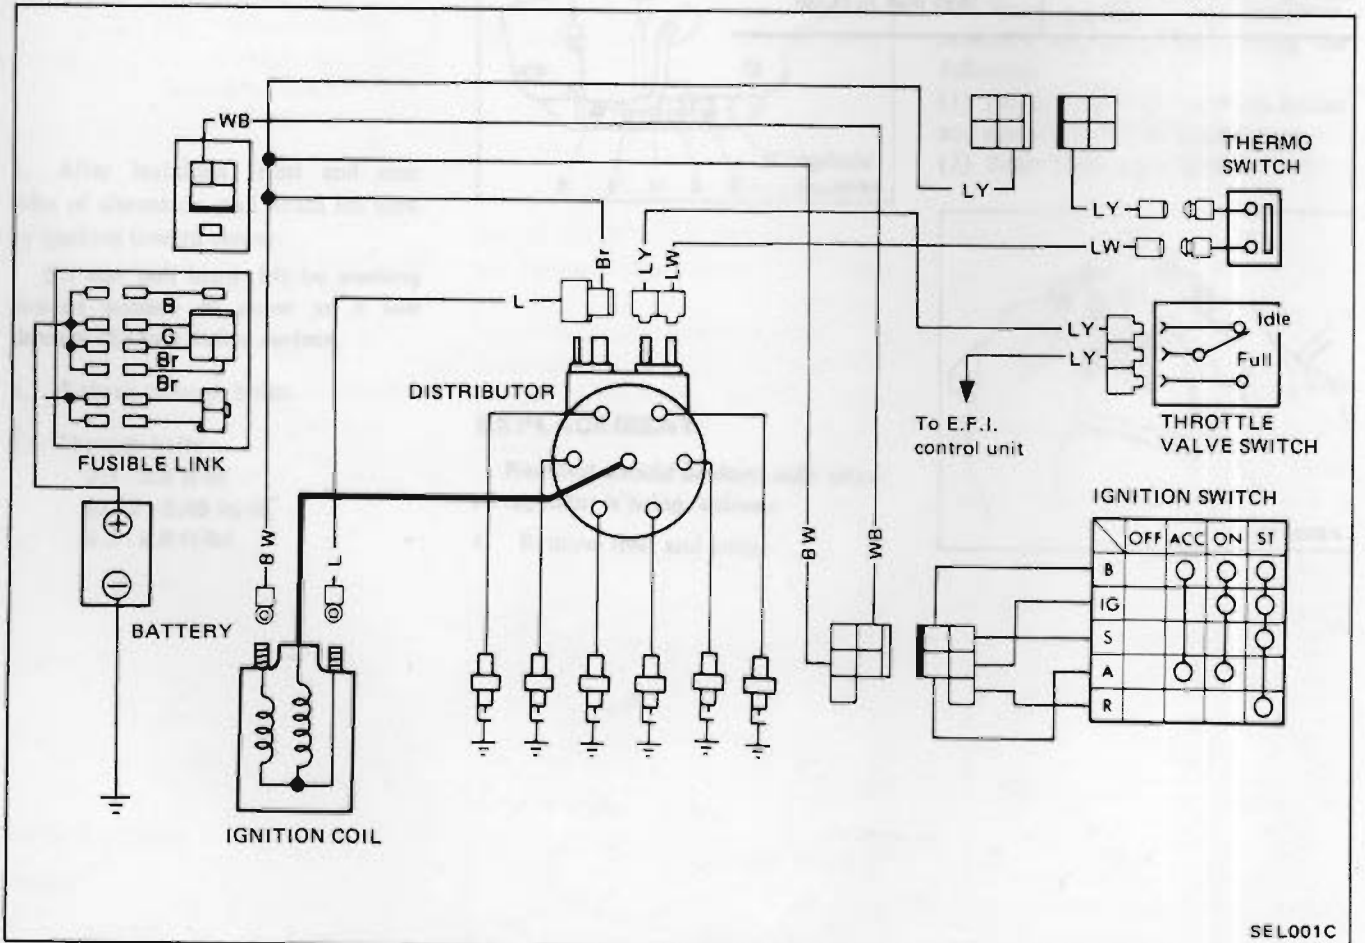 WB
THERMO
SWITCH
LY
LY
LW
Br
LY
LW
L
B
G
Br
Br
FUSIBLE LINK
DISTRIBUTOR
LY
LY
Idle
Full
To E.F.I.
control unit
THROTTLE
VALVE SWITCH
BATTERY
BW
L
BW
WB
IGNITION SWITCH
OFF ACC ON ST
B
IG
S
A
R
IGNITION COIL
SEL001C